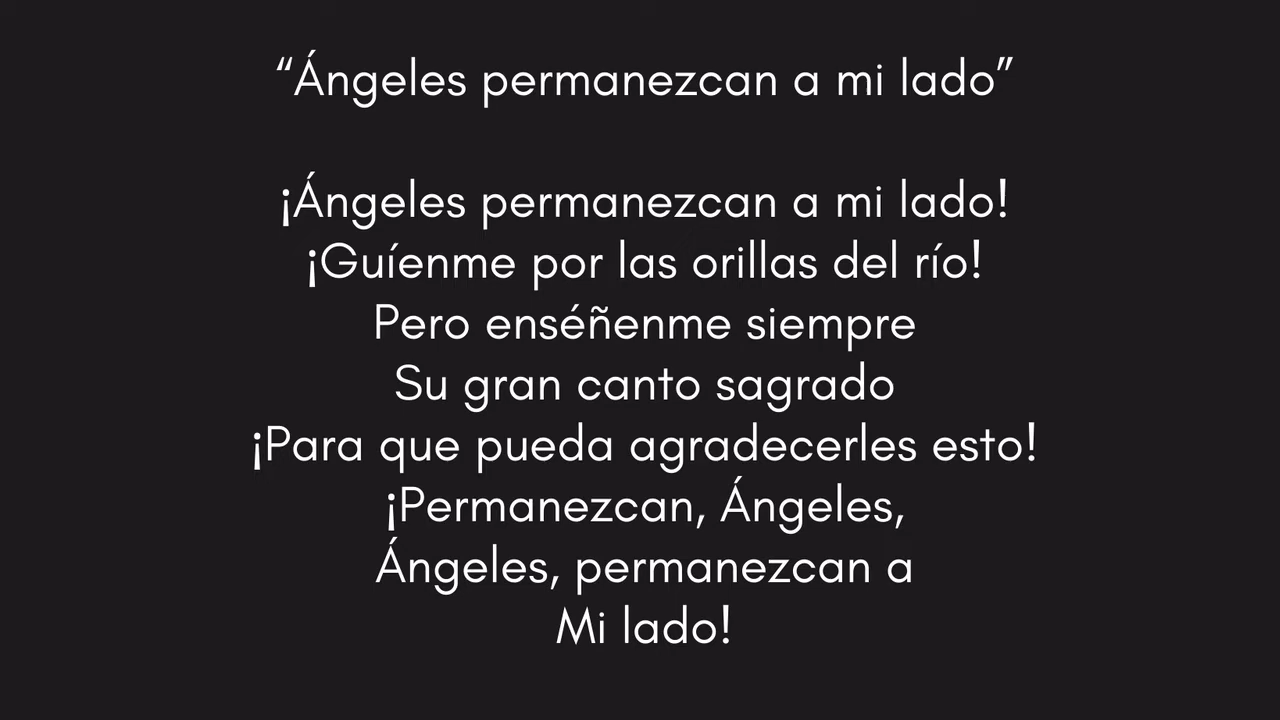 “Ángeles permanezcan a mi lado”
¡Ángeles permanezcan a mi lado!
¡Guíenme por las orillas del río!
Pero enséñenme siempre
Su gran canto sagrado
¡Para que pueda agradecerles esto!
¡Permanezcan, Ángeles,
Ángeles, permanezcan a
Mi lado!